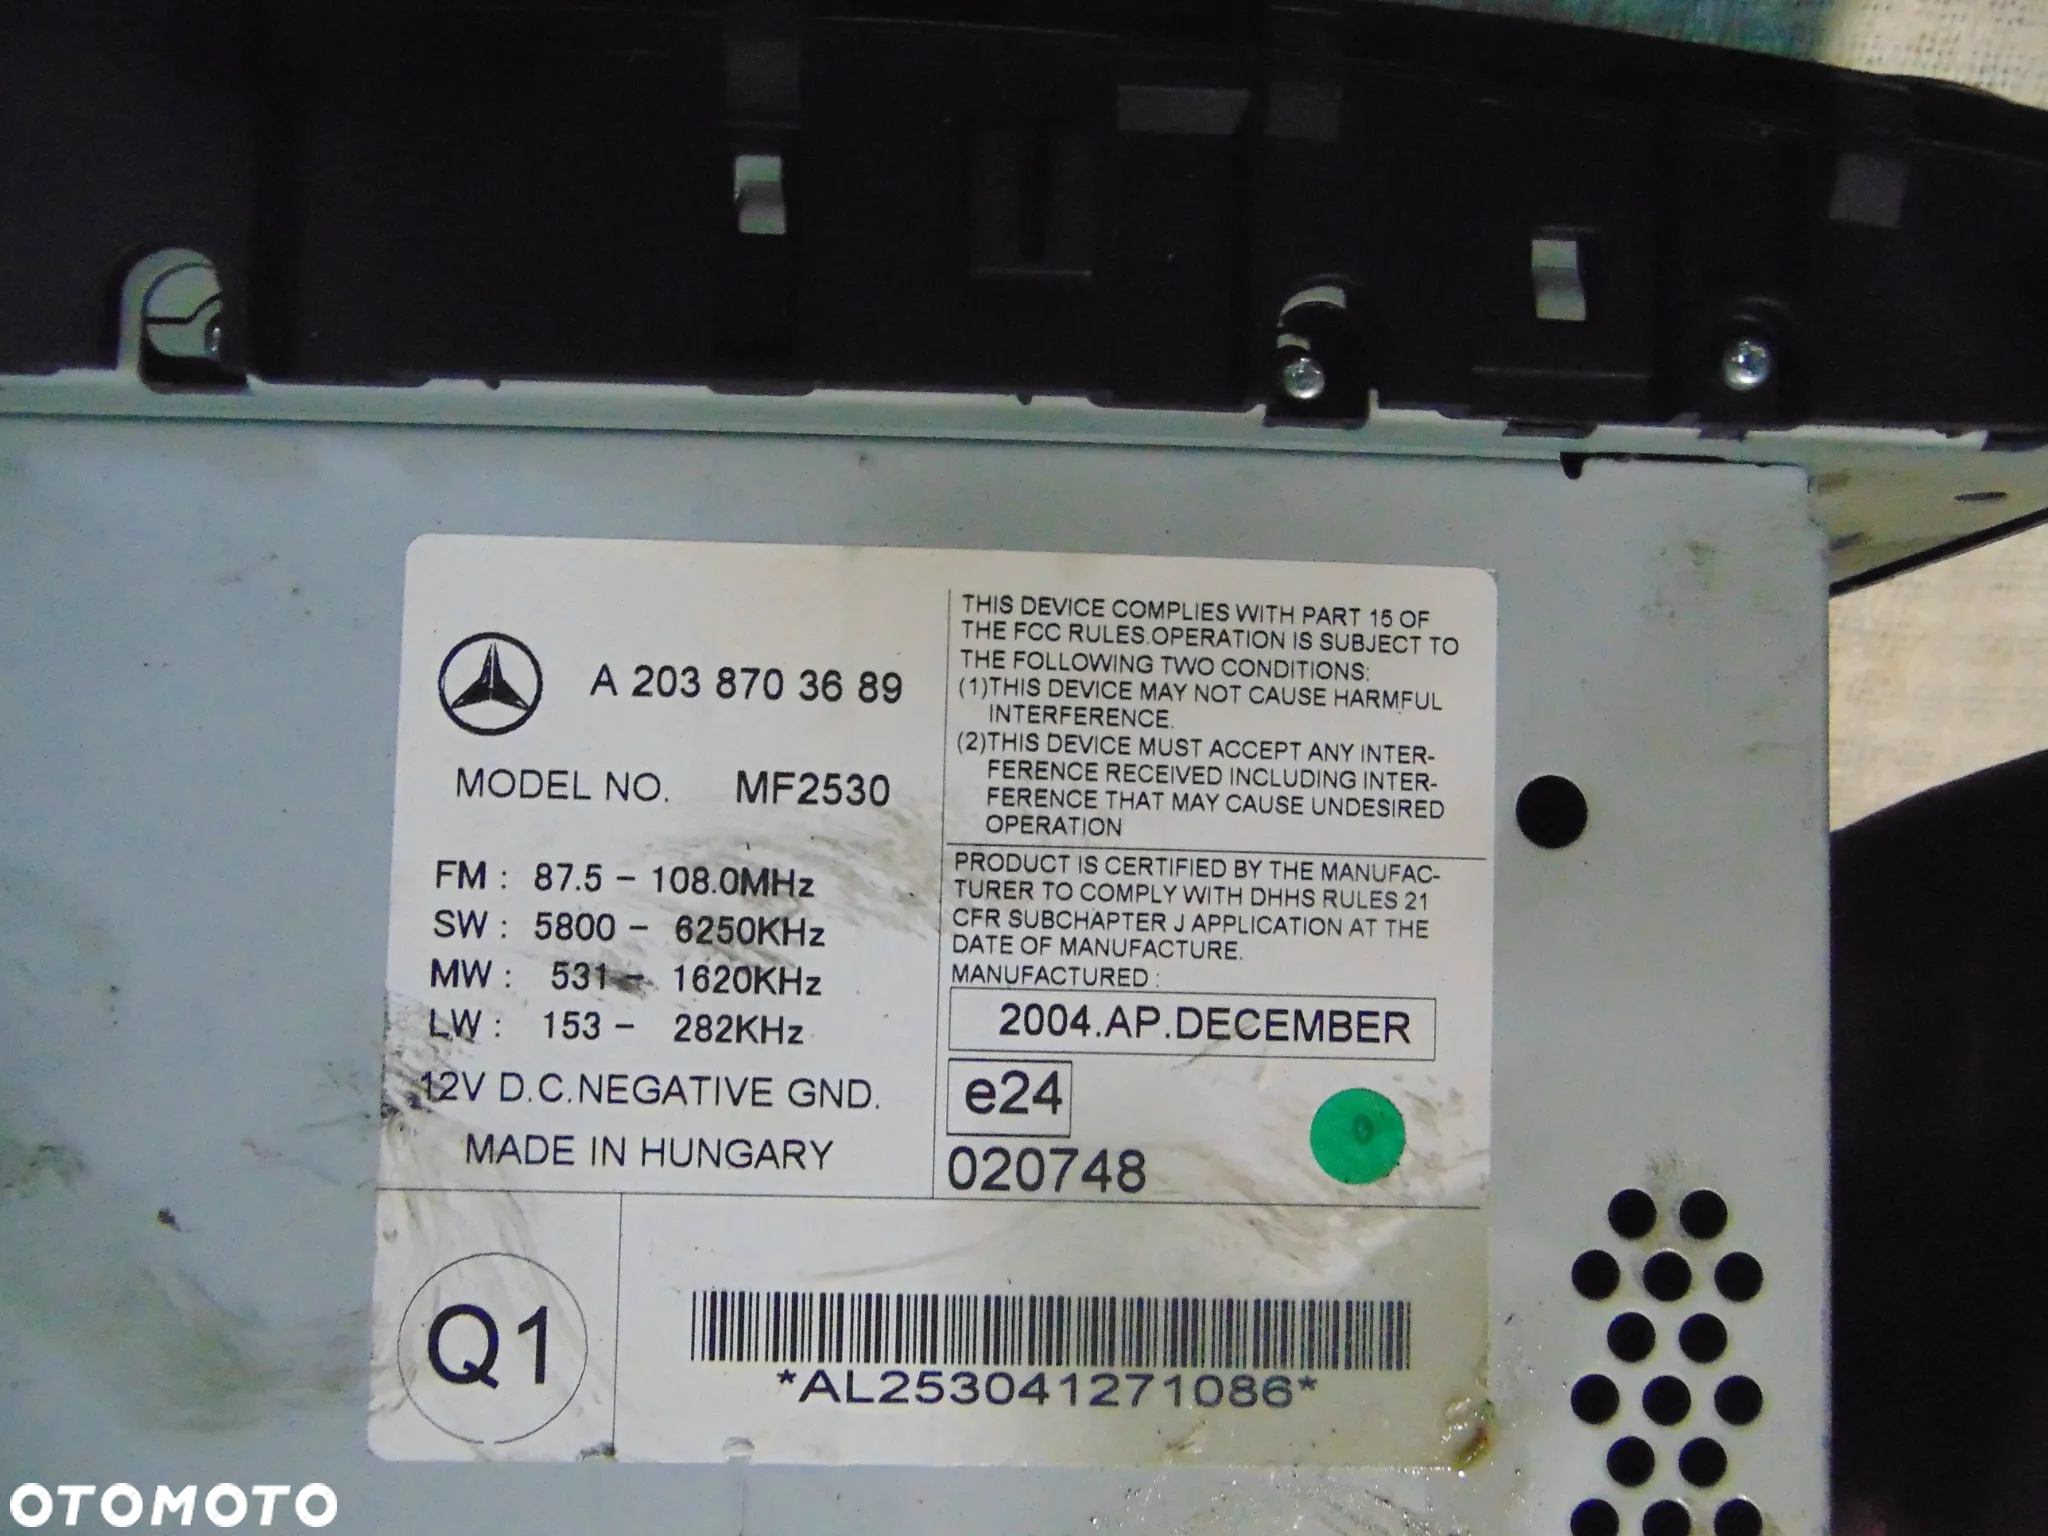 A 203 870 36 89
MODEL NO. MF2530
FM : 87.5 - 108.0MHz
SW : 5800 - 6250KHz
MW : 531 - 1620KHz
LW : 153 - 282KHz
12V D.C.NEGATIVE GND.
MADE IN HUNGARY
THIS DEVICE COMPLIES WITH PART 15 OF
THE FCC RULES.OPERATION IS SUBJECT TO
THE FOLLOWING TWO CONDITIONS:
(1)THIS DEVICE MAY NOT CAUSE HARMFUL
INTERFERENCE.
(2)THIS DEVICE MUST ACCEPT ANY INTER-
FERENCE RECEIVED INCLUDING INTER-
FERENCE THAT MAY CAUSE UNDESIRED
OPERATION
PRODUCT IS CERTIFIED BY THE MANUFAC-
TURER TO COMPLY WITH DHHS RULES 21
CFR SUBCHAPTER J APPLICATION AT THE
DATE OF MANUFACTURE.
MANUFACTURED :
2004.AP.DECEMBER
e24
020748
0
Q1
*AL253041271086*
OTOMOTO